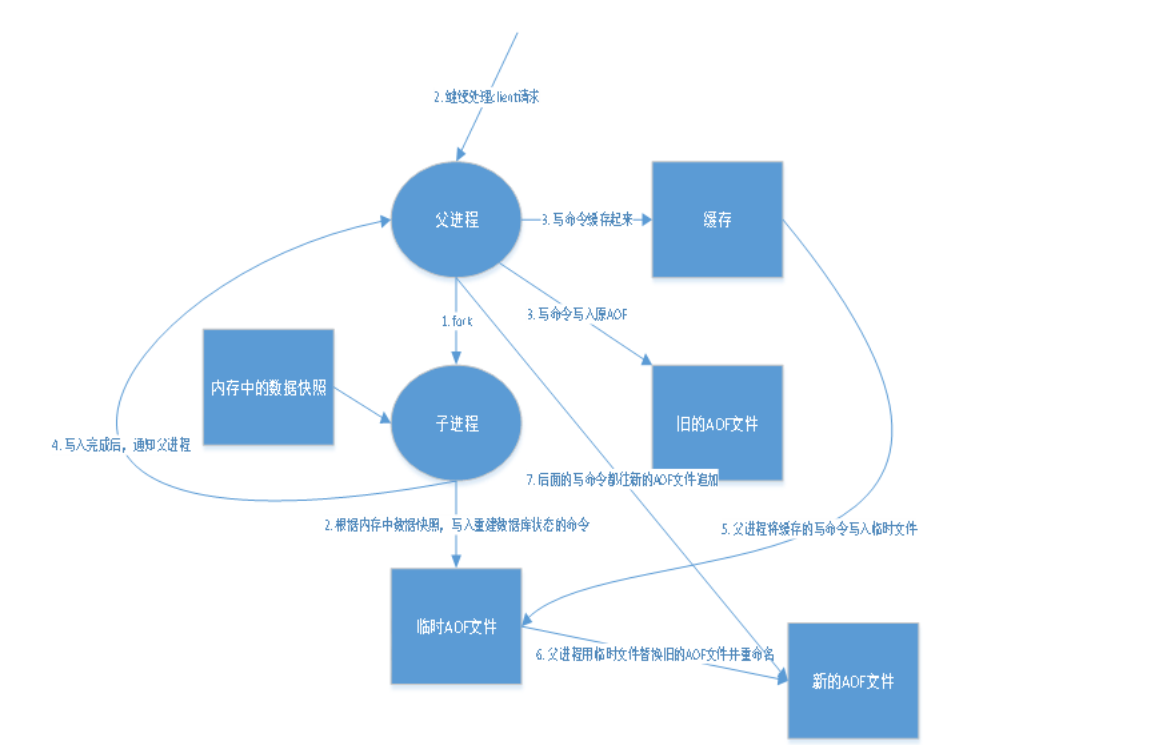 2.继续处理client请求
父进程
3.写命令缓存起来
缓存
1.fork
3.写命令写入原AOF
内存中的数据快照
子进程
旧的AOF文件
4.写入完成后，通知父进程
7.后面的写命令都往新的AOF文件追加
2.根据内存中数据快照，写入重建数据库状态的命令
5.父进程将缓存的写命令写入临时文件
临时AOF文件
6.父进程用临时文件替换旧的AOF文件并重命名
新的AOF文件